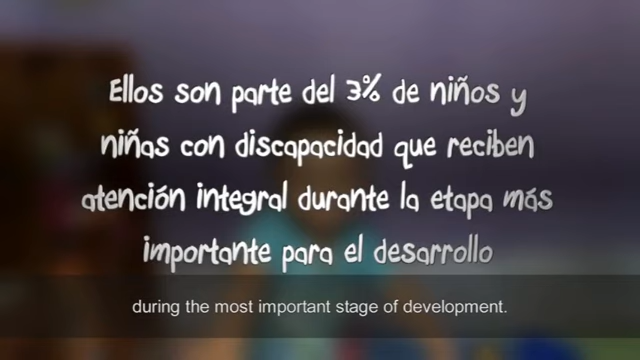 Ellos son parte del 3% de niños y
niñas con discapacidad que reciben
atención integral durante la etapa más
importante para el desarrollo
during the most important stage of development.